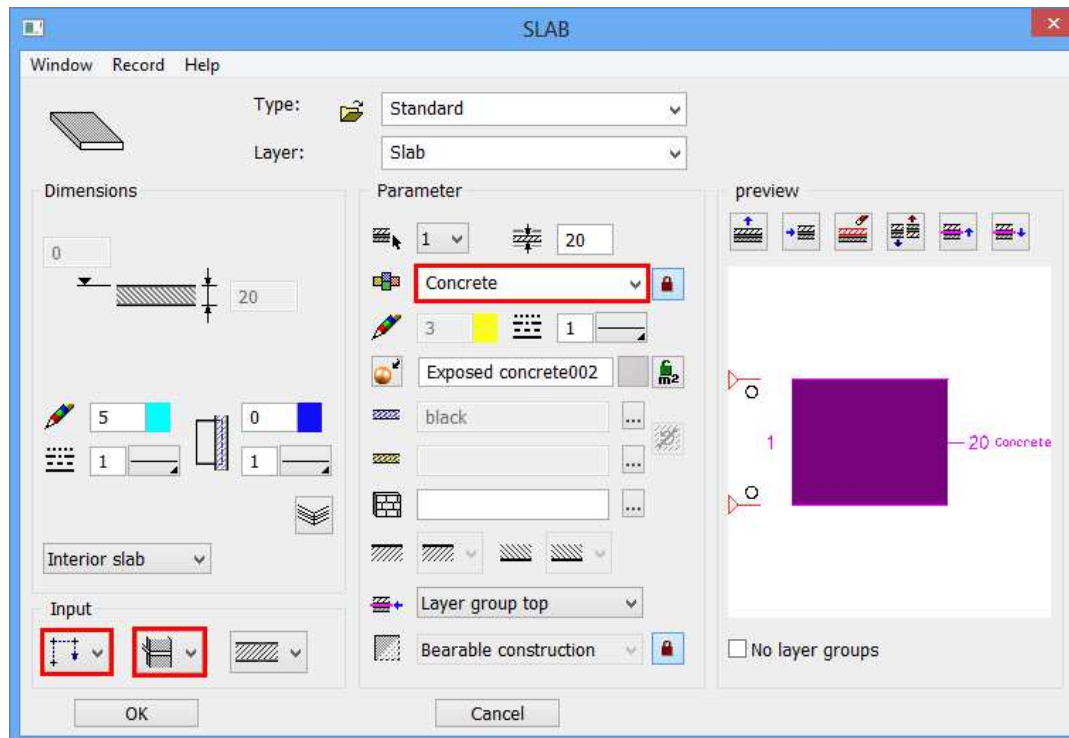 SLAB
Window Record Help
Type: Standard
Layer: Slab
Dimensions
0
20
5
0
1
1
Interior slab
Input
OK
Parameter
1
20
Concrete
3
1
Exposed concrete002
m2
black
...
...
...
Layer group top
Bearable construction
Cancel
preview
1
20 Concrete
No layer groups